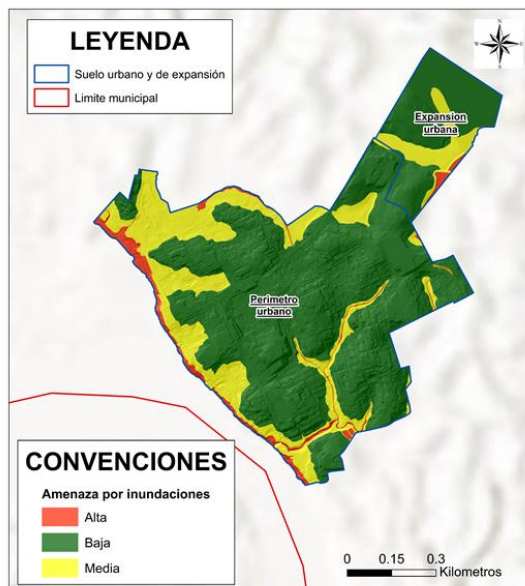 LEYENDA
Suelo urbano y de expansión
Limite municipal
Expansion
urbana
Perimetro
urbano
CONVENCIONES
Amenaza por inundaciones
Alta
Baja
Media
0 0.15 0.3
Kilometros